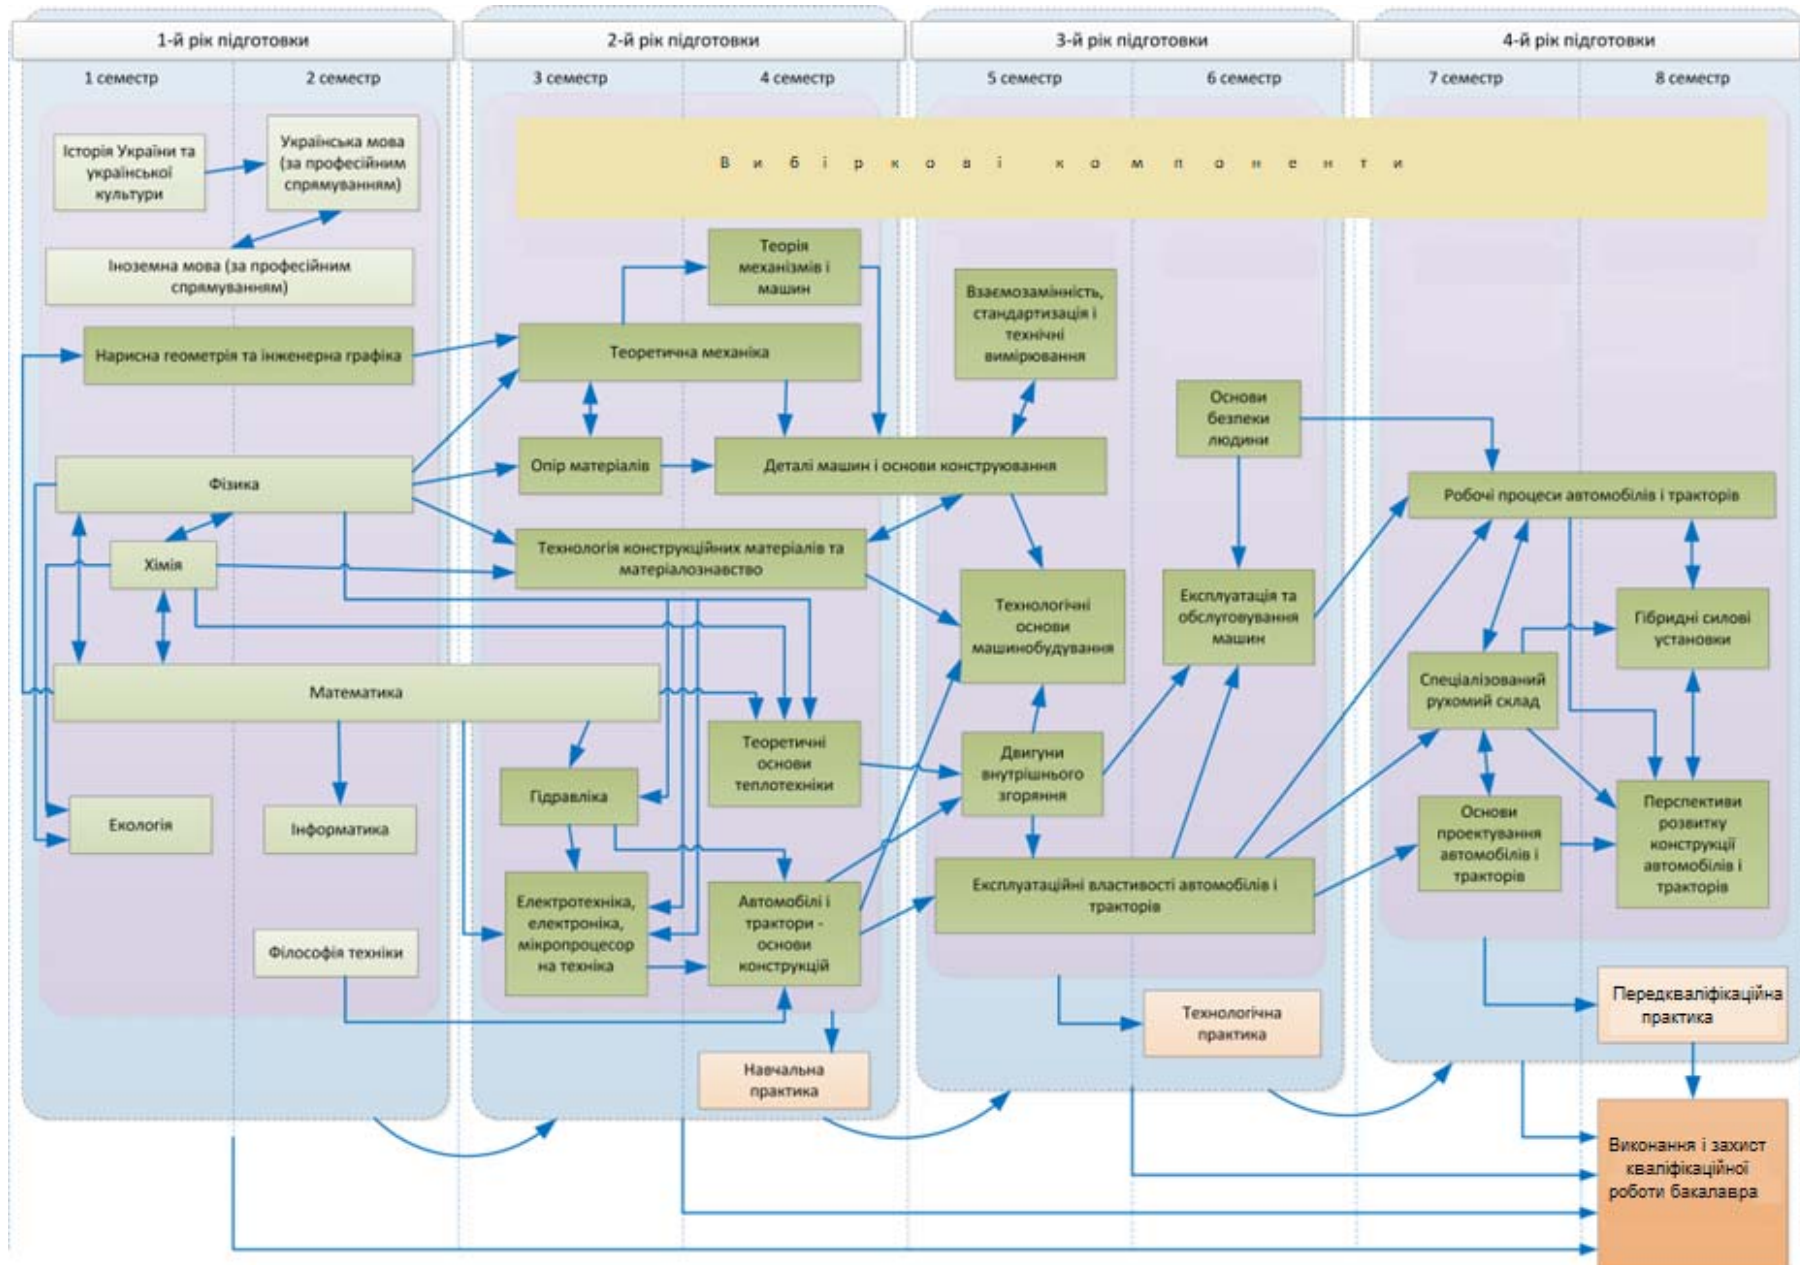 1-й рік підготовки
2-й рік підготовки
3-й рік підготовки
4-й рік підготовки
1 семестр
2 семестр
3 семестр
4 семестр
5 семестр
6 семестр
7 семестр
8 семестр
Вибіркові компоненти
Історія України та
української
культури
Українська мова
(за професійним
спрямуванням)
Іноземна мова (за професійним
спрямуванням)
Нарисна геометрія та інженерна графіка
Фізика
Хімія
Математика
Екологія
Інформатика
Філософія техніки
Теорія
механізмів і
машин
Теоретична механіка
Опір матеріалів
Деталі машин і основи конструювання
Технологія конструкційних матеріалів та
матеріалознавство
Теоретичні
основи
теплотехніки
Гідравліка
Електротехніка,
електроніка,
мікропроцесор
на техніка
Автомобілі і
трактори -
основи
конструкцій
Навчальна
практика
Взаємозамінність,
стандартизація і
технічні
вимірювання
Основи
безпеки
людини
Технологічні
основи
машинобудування
Експлуатація та
обслуговування
машин
Двигуни
внутрішнього
згоряння
Експлуатаційні властивості автомобілів і
тракторів
Технологічна
практика
Робочі процеси автомобілів і тракторів
Гібридні силові
установки
Спеціалізований
рухомий склад
Основи
проектування
автомобілів і
тракторів
Перспективи
розвитку
конструкції
автомобілів і
тракторів
Передкваліфікаційна
практика
Виконання і захист
кваліфікаційної
роботи бакалавра